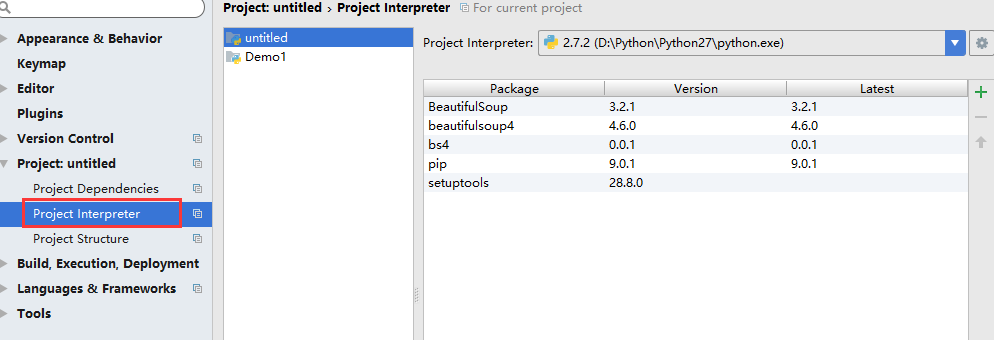 Project: untitled › Project Interpreter For current project
Appearance & Behavior
Keymap
Editor
Plugins
Version Control
Project: untitled
Project Dependencies
Project Interpreter
Project Structure
Build, Execution, Deployment
Languages & Frameworks
Tools
untitled
Demo1
Project Interpreter: 2.7.2 (D:\Python\Python27\python.exe)
Package Version Latest
BeautifulSoup 3.2.1 3.2.1
beautifulsoup4 4.6.0 4.6.0
bs4 0.0.1 0.0.1
pip 9.0.1 9.0.1
setuptools 28.8.0